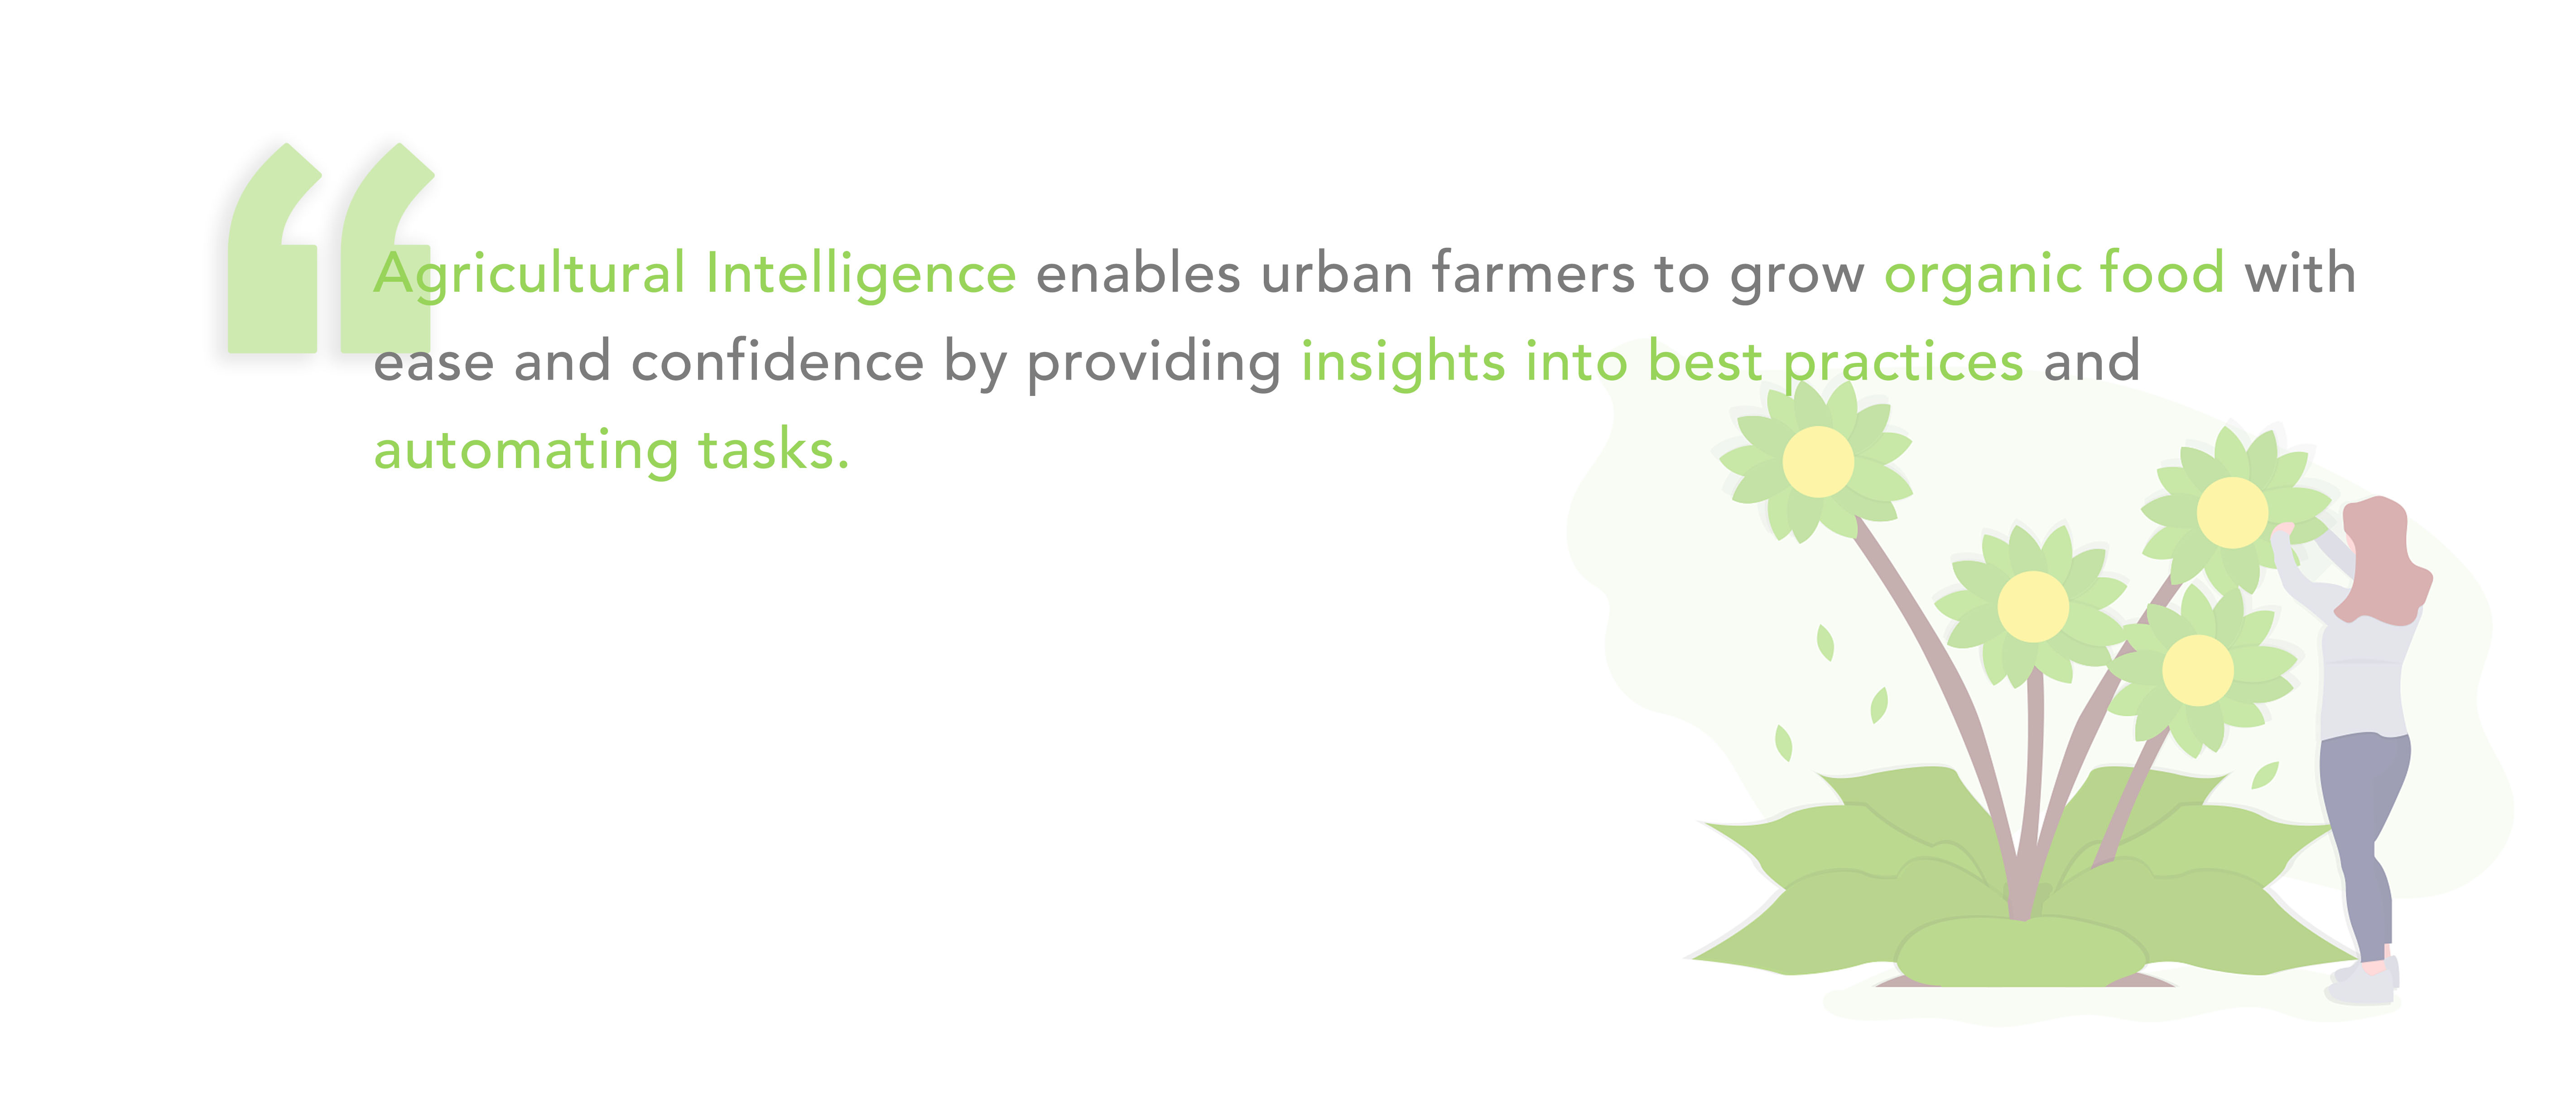 Agricultural Intelligence enables urban farmers to grow organic food with
ease and confidence by providing insights into best practices and
automating tasks.